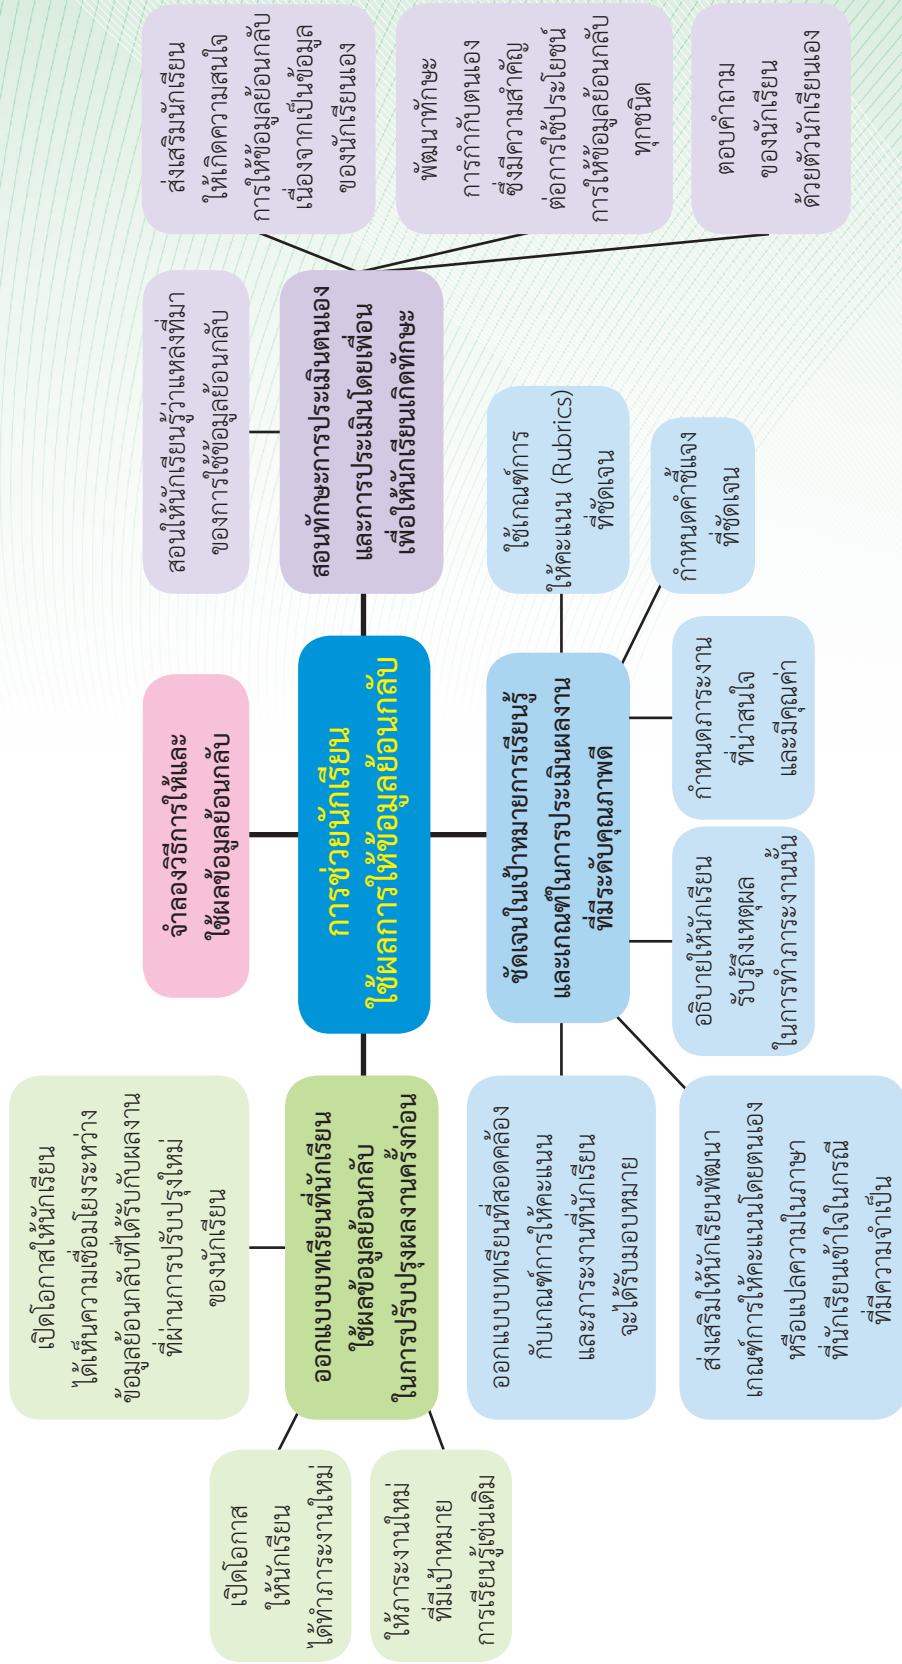 เปิดโอกาสให้นักเรียน
ได้เห็นความเชื่อมโยงระหว่าง
ข้อมูลย้อนกลับที่ได้รับกับผลงาน
ที่ผ่านการปรับปรุงใหม่
ของนักเรียน
เปิดโอกาส
ให้นักเรียน
ได้ทำภาระงานใหม่
ให้ภาระงานใหม่
ที่มีเป้าหมาย
การเรียนรู้เช่นเดิม
ออกแบบบทเรียนที่นักเรียน
ใช้ผลข้อมูลย้อนกลับ
ในการปรับปรุงผลงานครั้งก่อน
จำลองวิธีการให้และ
ใช้ผลข้อมูลย้อนกลับ
การช่วยนักเรียน
ใช้ผลการให้ข้อมูลย้อนกลับ
สอนให้นักเรียนรู้ว่าแหล่งที่มา
ของการใช้ข้อมูลย้อนกลับ
สอนทักษะการประเมินตนเอง
และการประเมินโดยเพื่อน
เพื่อให้นักเรียนเกิดทักษะ
ส่งเสริมนักเรียน
ให้เกิดความสนใจ
การให้ข้อมูลย้อนกลับ
เนื่องจากเป็นข้อมูล
ของนักเรียนเอง
พัฒนาทักษะ
การกำกับตนเอง
ซึ่งมีความสำคัญ
ต่อการใช้ประโยชน์
การให้ข้อมูลย้อนกลับ
ทุกชนิด
ตอบคำถาม
ของนักเรียน
ด้วยตัวนักเรียนเอง
ชัดเจนในเป้าหมายการเรียนรู้
และเกณฑ์ในการประเมินผลงาน
ที่มีระดับคุณภาพดี
ออกแบบบทเรียนที่สอดคล้อง
กับเกณฑ์การให้คะแนน
และภาระงานที่นักเรียน
จะได้รับมอบหมาย
ส่งเสริมให้นักเรียนพัฒนา
เกณฑ์การให้คะแนนโดยตนเอง
หรือแปลความในภาษา
ที่นักเรียนเข้าใจในกรณี
ที่มีความจำเป็น
อธิบายให้นักเรียน
รับรู้ถึงเหตุผล
ในการทำภาระงานนั้น
กำหนดภาระงาน
ที่น่าสนใจ
และมีคุณค่า
กำหนดคำชี้แจง
ที่ชัดเจน
ใช้เกณฑ์การ
ให้คะแนน (Rubrics)
ที่ชัดเจน